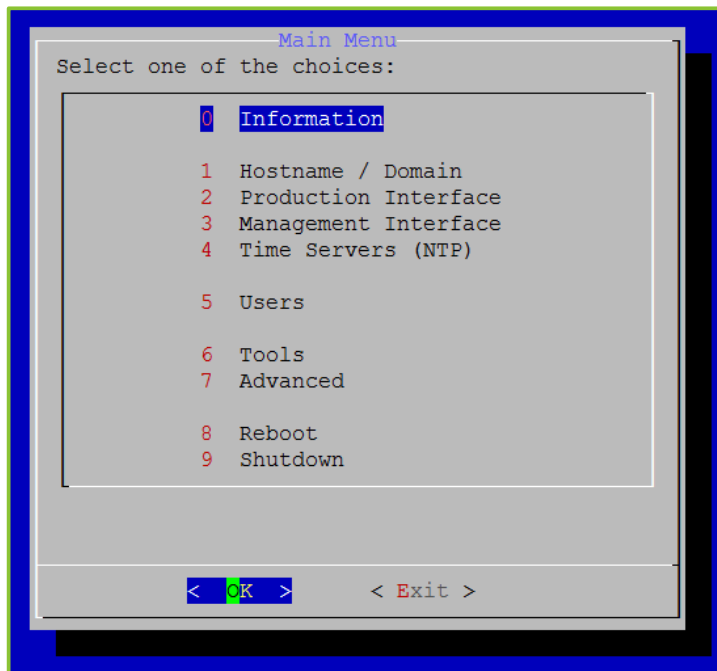 Main Menu
Select one of the choices:
0 Information
1 Hostname / Domain
2 Production Interface
3 Management Interface
4 Time Servers (NTP)
5 Users
6 Tools
7 Advanced
8 Reboot
9 Shutdown
< OK > < Exit >